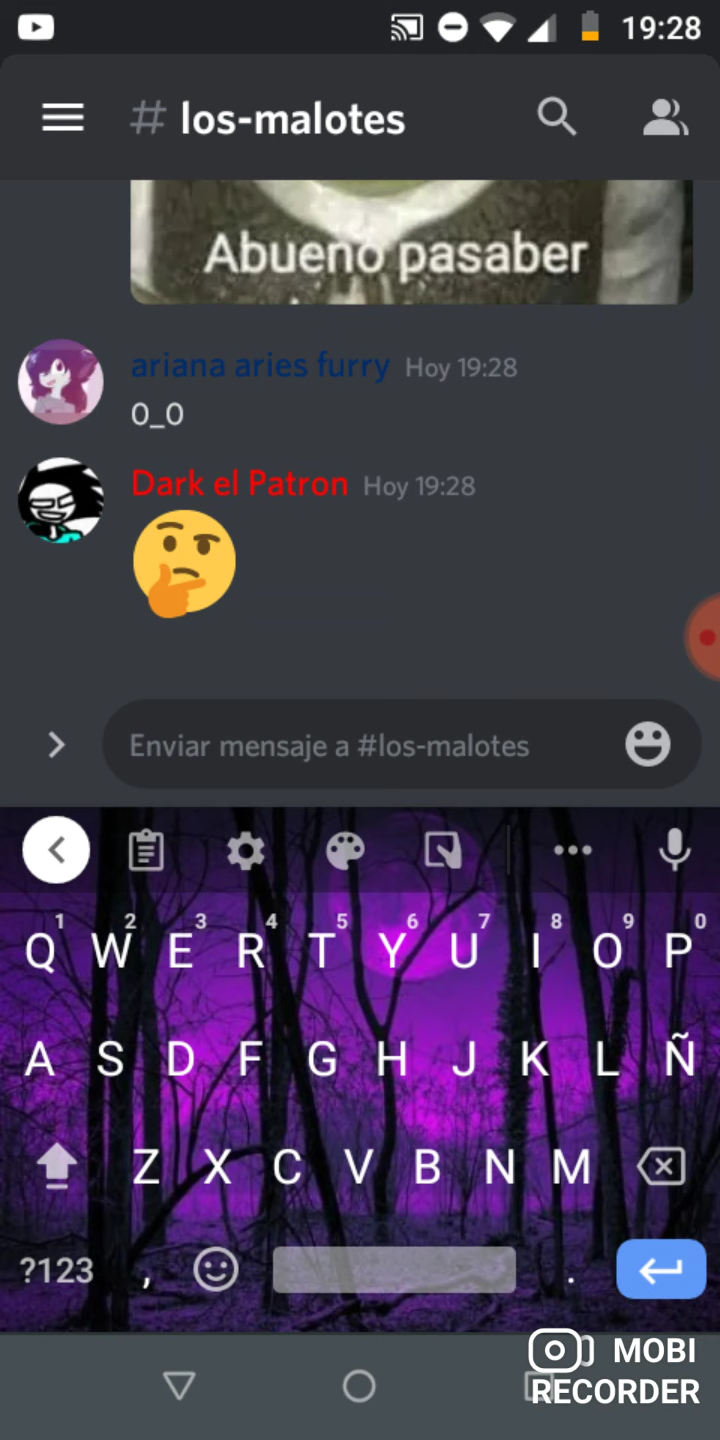 19:28
# los-malotes
Abueno pasaber
ariana aries furry Hoy 19:28
0_0
Dark el Patron Hoy 19:28
Enviar mensaje a #los-malotes
1 2 3 4 5 6 7 8 9 0
Q W E R T Y U I O P
A S D F G H J K L Ñ
Z X C V B N M
?123 , .
MOBI
RECORDER